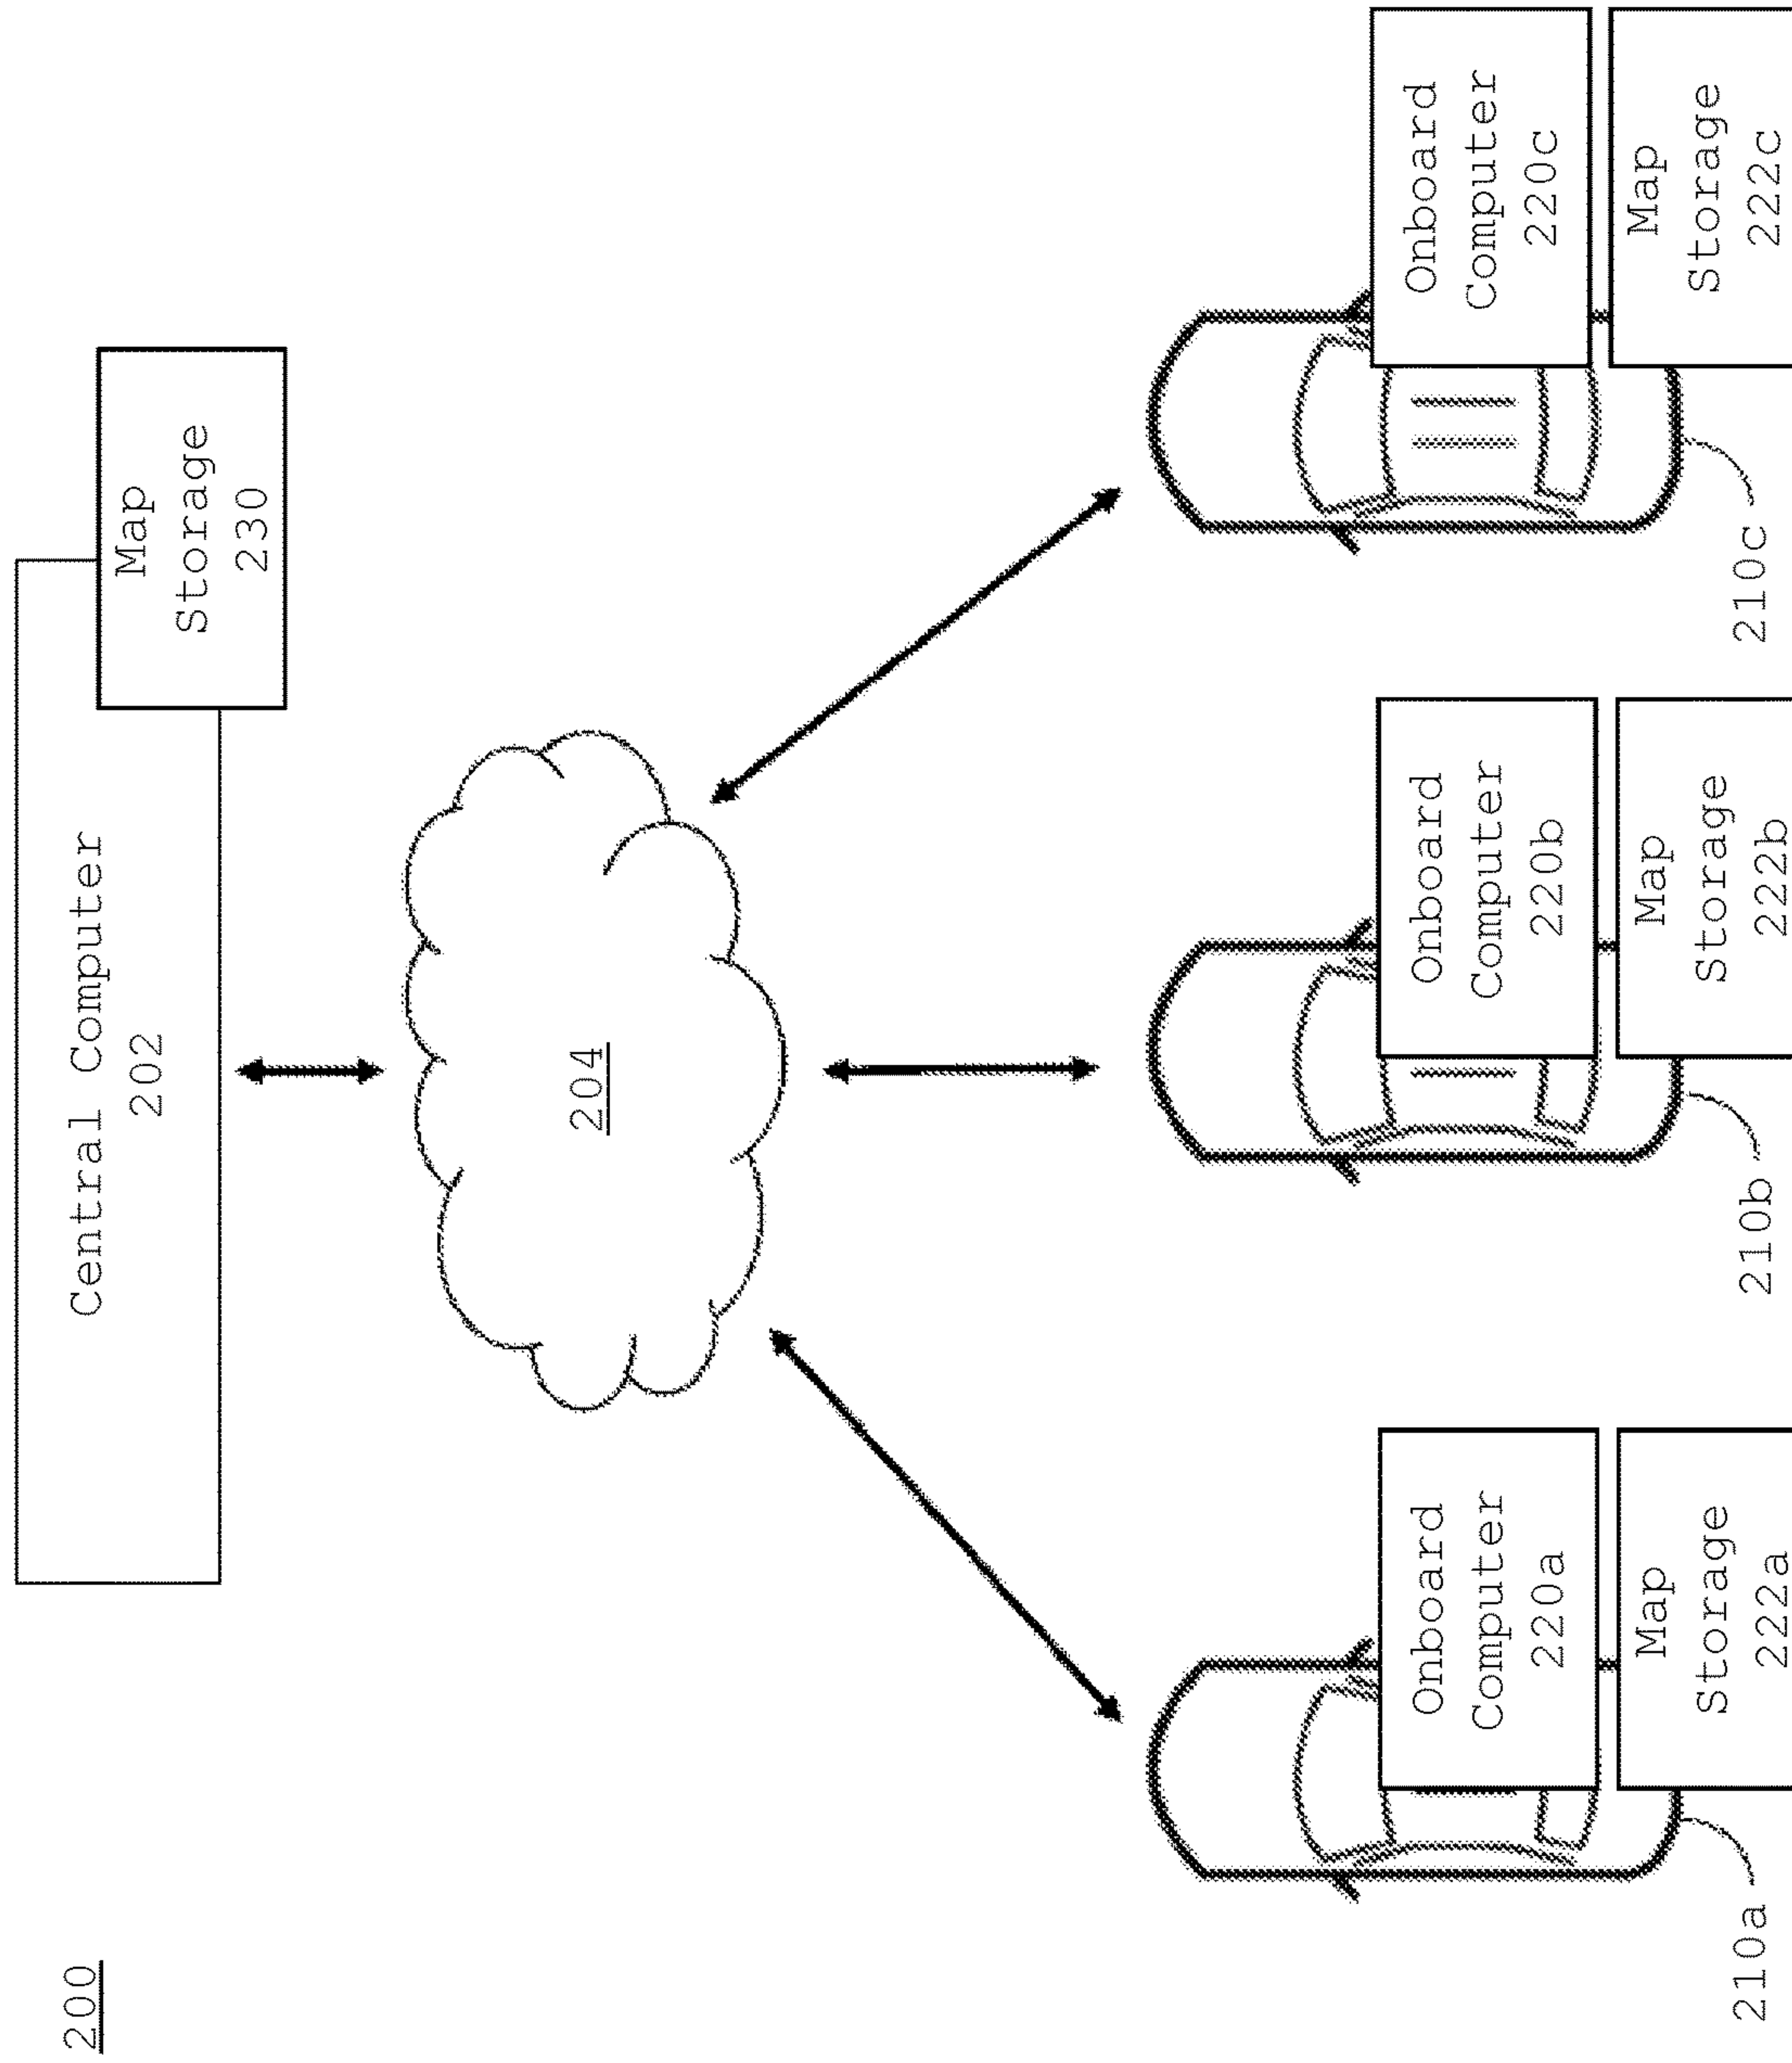 200
Central Computer
202
Map
Storage
230
204
Onboard
Computer
220a
Map
Storage
222a
210a
Onboard
Computer
220b
Map
Storage
222b
210b
Onboard
Computer
220c
Map
Storage
222c
210c